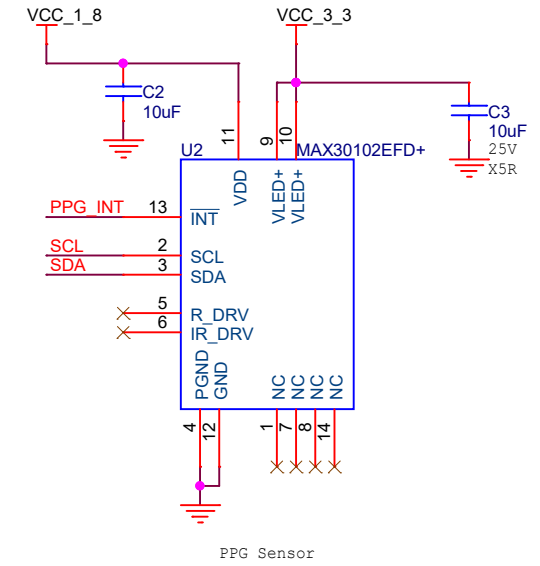 VCC_1_8
VCC_3_3
C2
10uF
C3
10uF
25V
X5R
11
9
10
U2
MAX30102EFD+
VDD
VLED+
VLED+
PPG_INT
13
INT
SCL
2
SCL
SDA
3
SDA
5
R_DRV
6
IR_DRV
PGND
GND
NC
NC
NC
NC
4
12
1
7
8
14
PPG Sensor